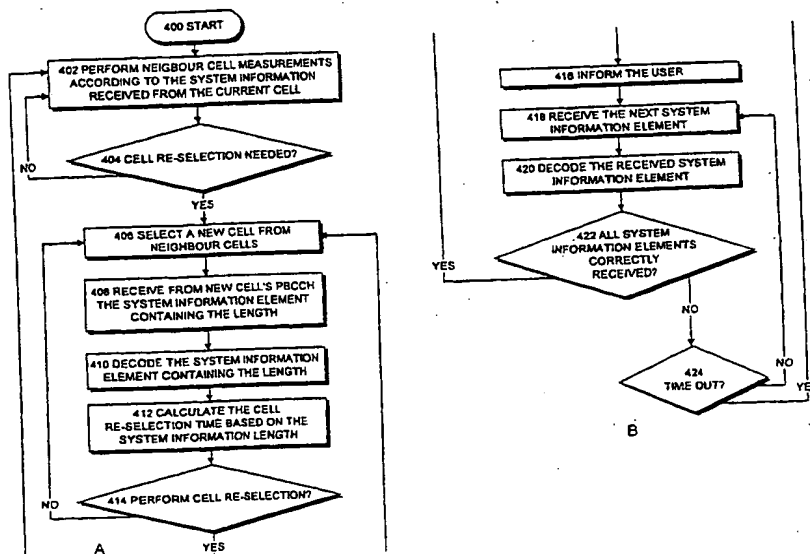 400 START
402 PERFORM NEIGBOUR CELL MEASUREMENTS
ACCORDING TO THE SYSTEM INFORMATION
RECEIVED FROM THE CURRENT CELL
NO
404 CELL RE-SELECTION NEEDED?
YES
406 SELECT A NEW CELL FROM
NEIGHBOUR CELLS
408 RECEIVE FROM NEW CELL'S PBCCH
THE SYSTEM INFORMATION ELEMENT
CONTAINING THE LENGTH
410 DECODE THE SYSTEM INFORMATION
ELEMENT CONTAINING THE LENGTH
412 CALCULATE THE CELL
RE-SELECTION TIME BASED ON THE
SYSTEM INFORMATION LENGTH
NO
414 PERFORM CELL RE-SELECTION?
A
YES
416 INFORM THE USER
418 RECEIVE THE NEXT SYSTEM
INFORMATION ELEMENT
420 DECODE THE RECEIVED SYSTEM
INFORMATION ELEMENT
422 ALL SYSTEM
INFORMATION ELEMENTS
CORRECTLY
RECEIVED?
YES
NO
424
TIME OUT?
NO
YE
B